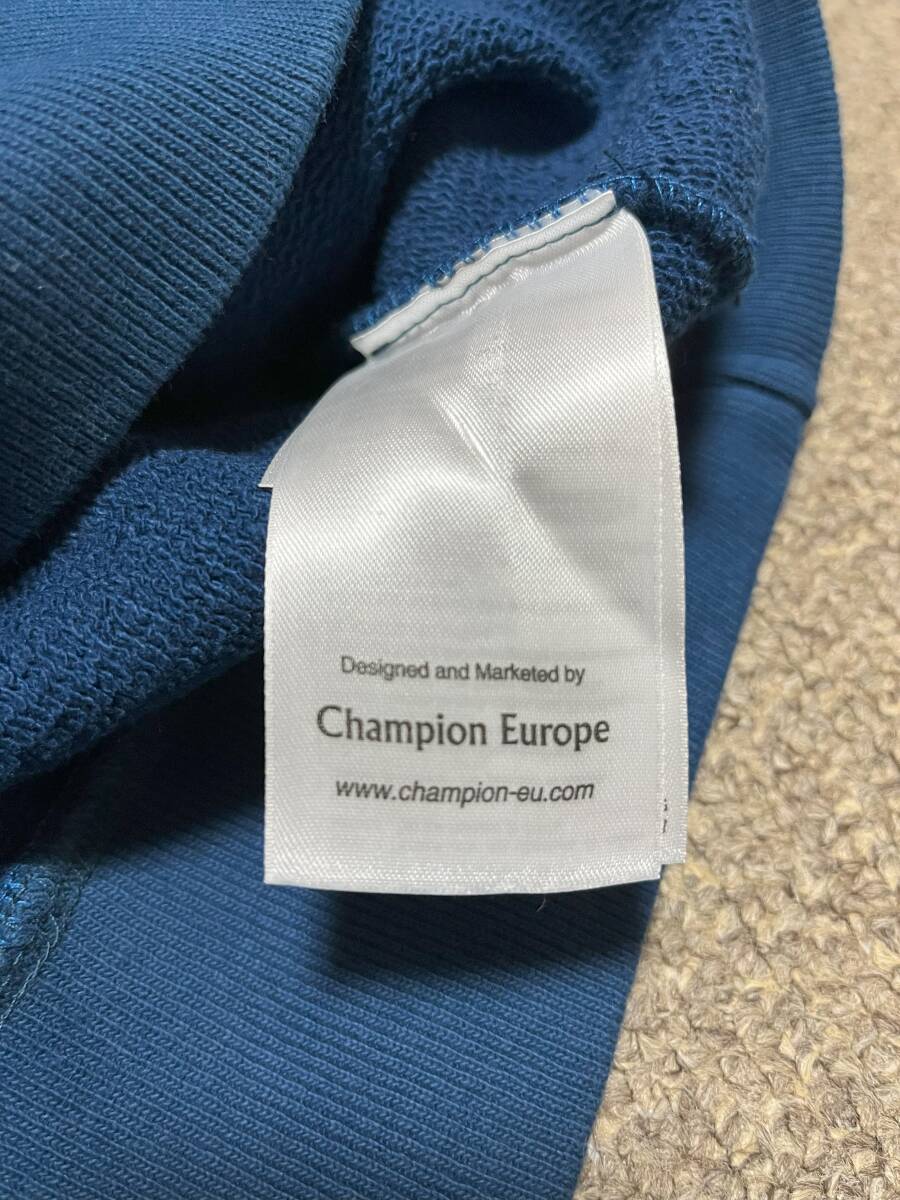 Designed and Marketed by
Champion Europe
www.champion-eu.com